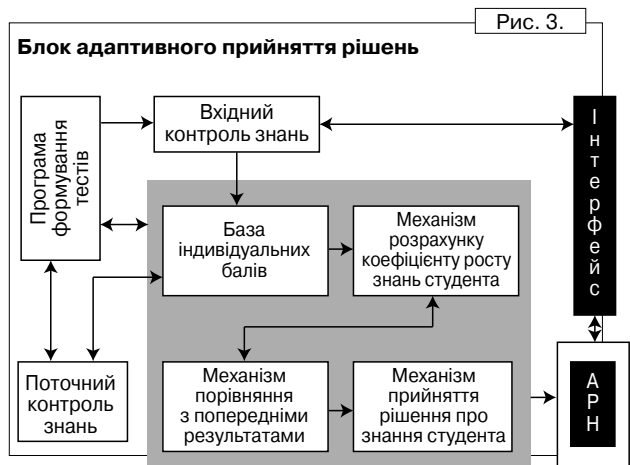 Рис. 3.
Блок адаптивного прийняття рішень
Програма
формування
тестів
Вхідний
контроль знань
Інтерфейс
База
індивідуальних
балів
Механізм
розрахунку
коефіцієнту росту
знань студента
Поточний
контроль
знань
Механізм
порівняння
з попередніми
результатами
Механізм
прийняття
рішення про
знання студента
АРН